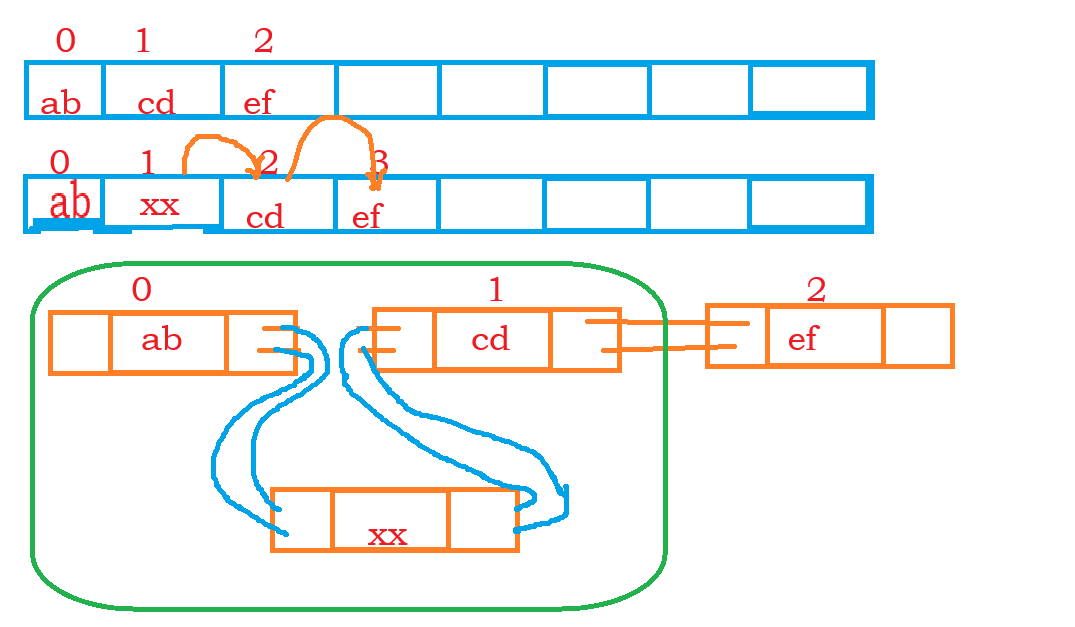 0 1 2
ab cd ef
0 1 2 3
ab xx cd ef
0 1 2
ab cd ef
xx